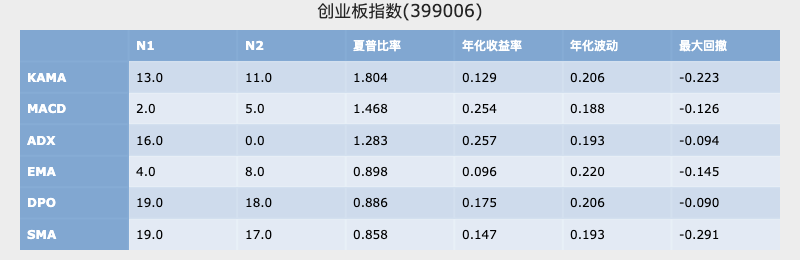 创业板指数(399006)
N1 N2 夏普比率 年化收益率 年化波动 最大回撤
KAMA 13.0 11.0 1.804 0.129 0.206 -0.223
MACD 2.0 5.0 1.468 0.254 0.188 -0.126
ADX 16.0 0.0 1.283 0.257 0.193 -0.094
EMA 4.0 8.0 0.898 0.096 0.220 -0.145
DPO 19.0 18.0 0.886 0.175 0.206 -0.090
SMA 19.0 17.0 0.858 0.147 0.193 -0.291